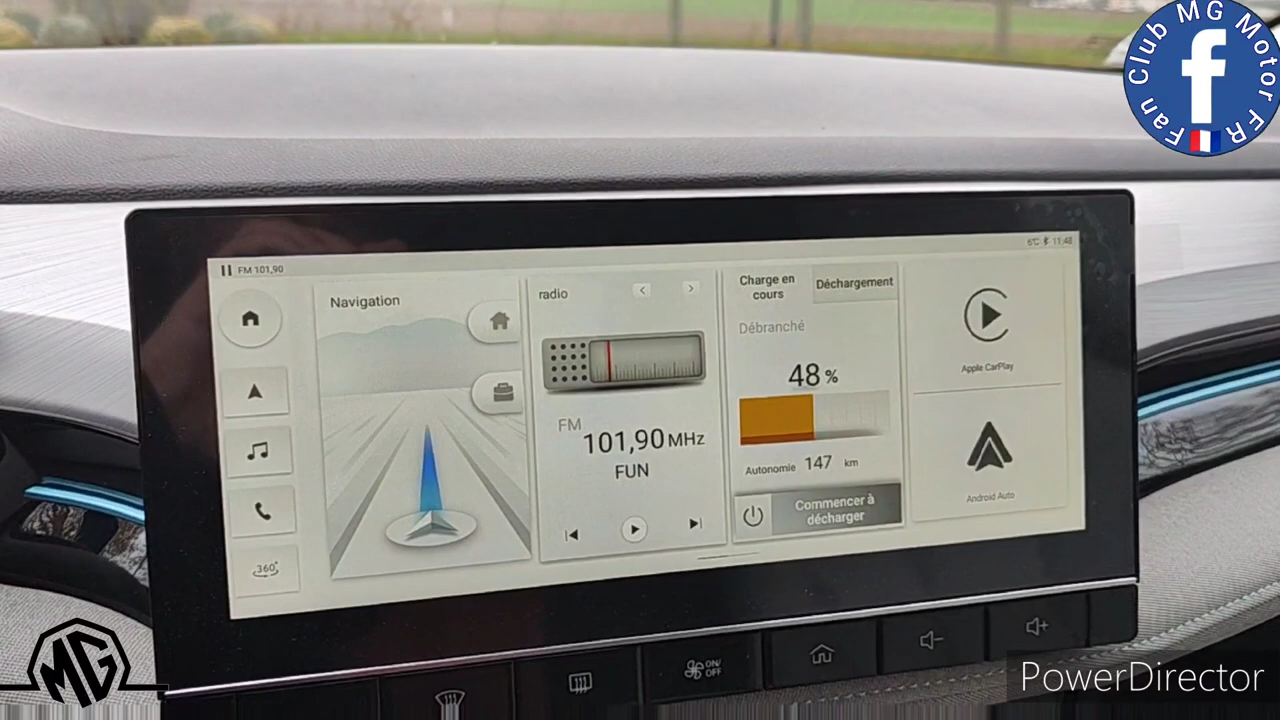 Fan Club MG Motor FR
f
FM 101,90
6℃ 11:48
Navigation
radio
Charge en
cours
Déchargement
Débranché
48 %
Autonomie 147 km
Commencer à
décharger
FM
101,90 MHz
FUN
Apple CarPlay
Android Auto
360°
ON/
OFF
MG
PowerDirector